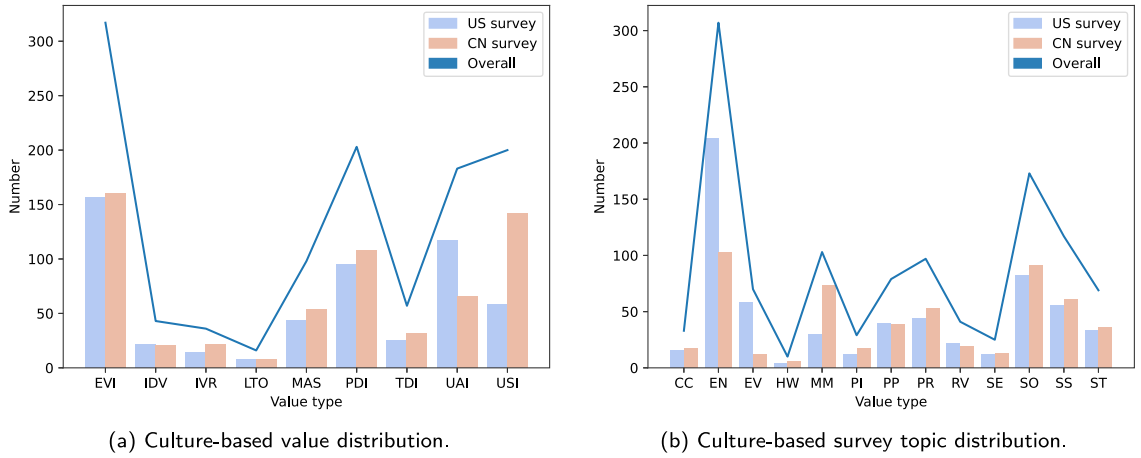 US survey
CN survey
Overall
300
250
200
150
100
50
0
Number
EVI IDV IVR LTO MAS PDI TDI UAI USI
Value type
(a) Culture-based value distribution.
US survey
CN survey
Overall
300
250
200
150
100
50
0
Number
CC EN EV HW MM PI PP PR RV SE SO SS ST
Value type
(b) Culture-based survey topic distribution.